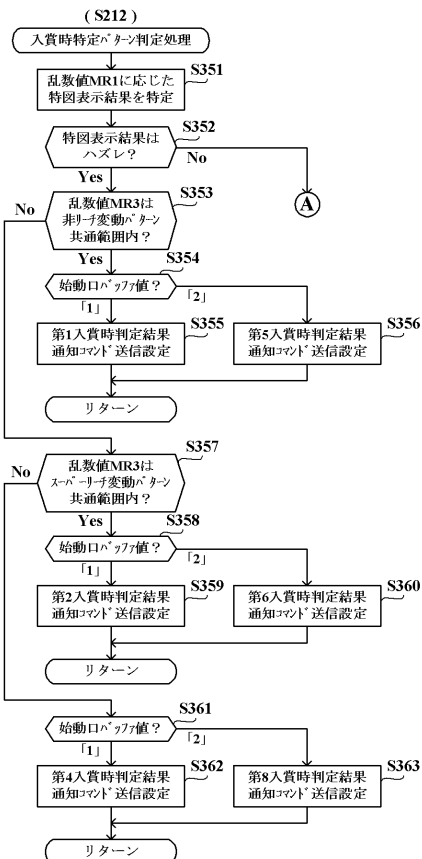 (S212)
入賞時特定パターン判定処理
S351
乱数値MR1に応じた
特図表示結果を特定
S352
特図表示結果は
ハズレ？
No
Yes
A
S353
No
乱数値MR3は
非リーチ変動パターン
共通範囲内？
Yes
S354
始動口バッファ値？
「1」
「2」
S355
第1入賞時判定結果
通知コマンド送信設定
S356
第5入賞時判定結果
通知コマンド送信設定
リターン
S357
No
乱数値MR3は
スーパーリーチ変動パターン
共通範囲内？
Yes
S358
始動口バッファ値？
「1」
「2」
S359
第2入賞時判定結果
通知コマンド送信設定
S360
第6入賞時判定結果
通知コマンド送信設定
リターン
S361
始動口バッファ値？
「1」
「2」
S362
第4入賞時判定結果
通知コマンド送信設定
S363
第8入賞時判定結果
通知コマンド送信設定
リターン